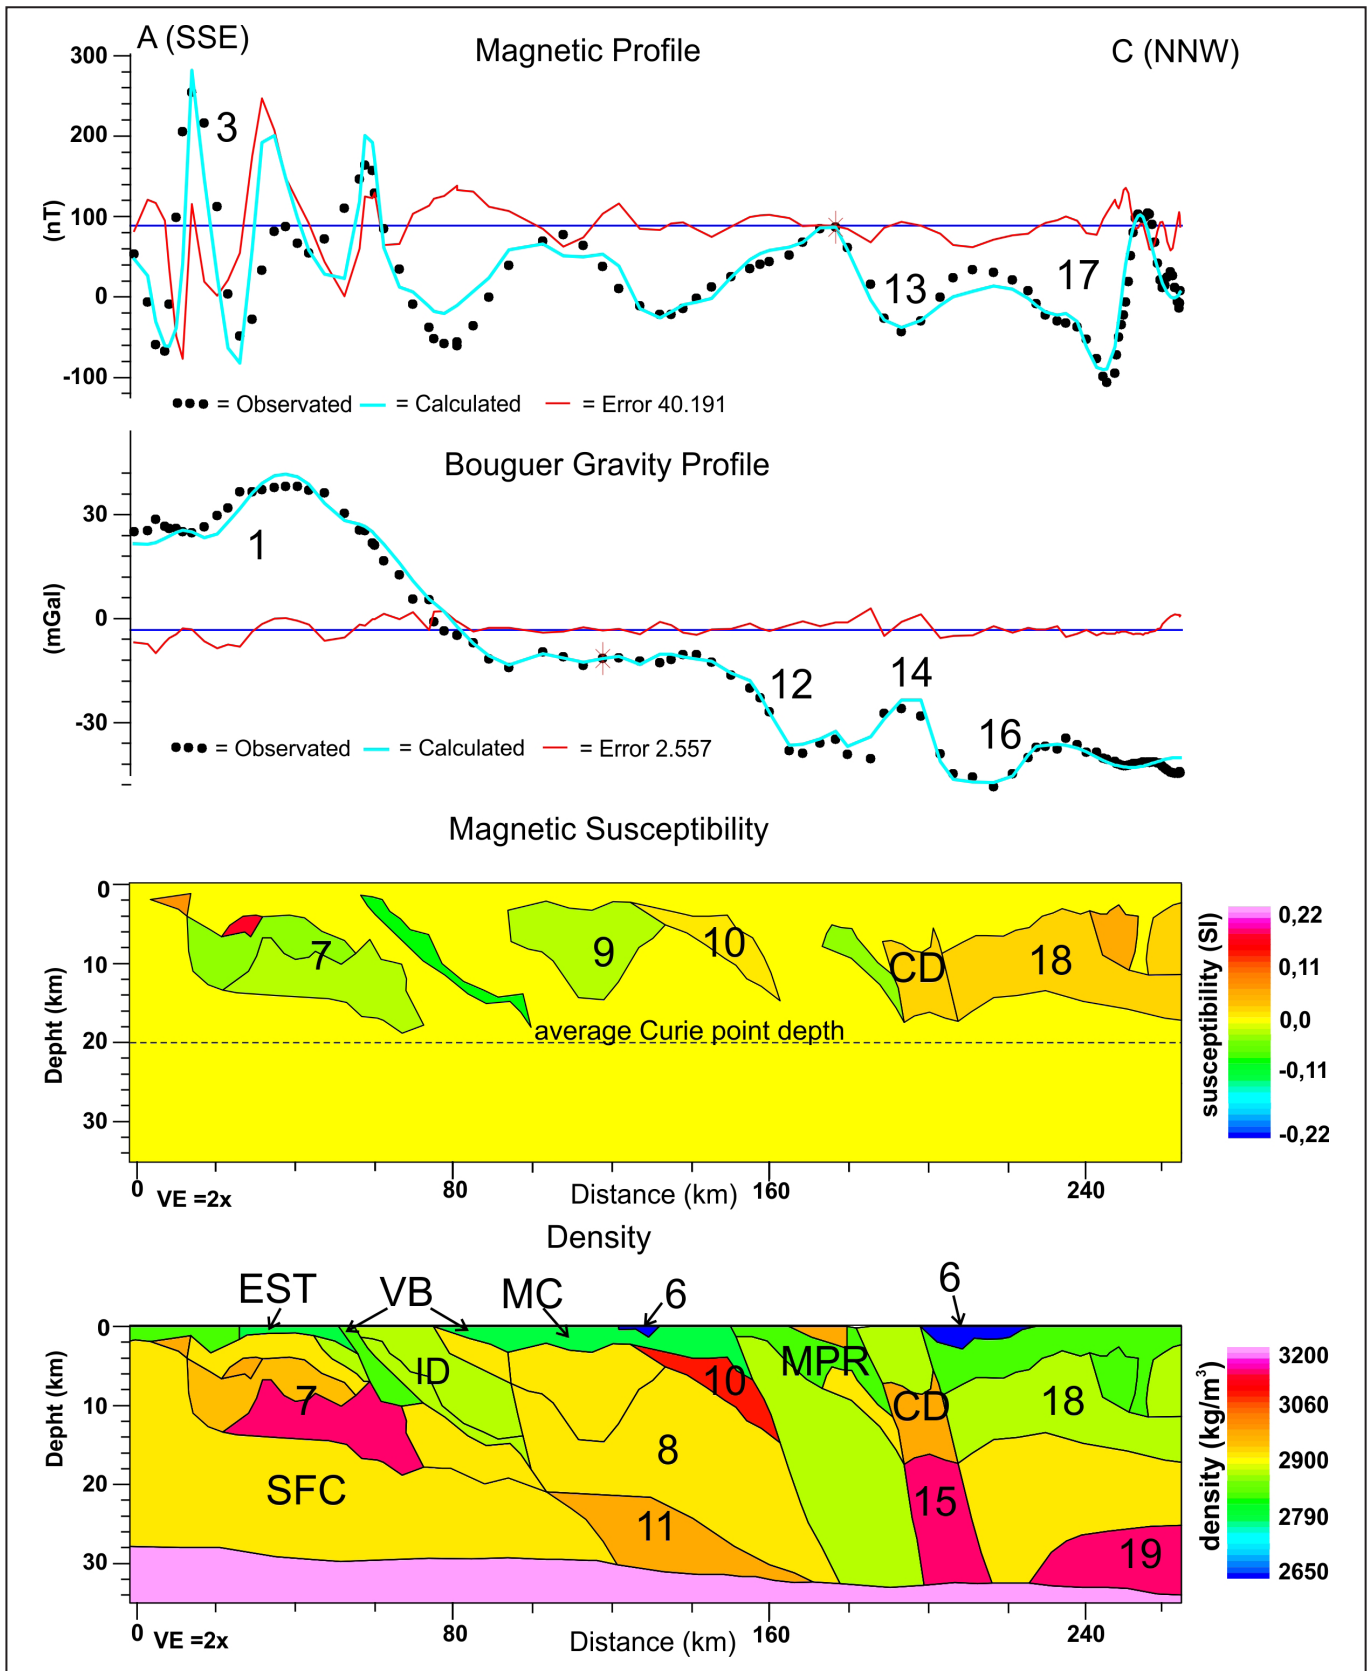 A (SSE)
Magnetic Profile
C (NNW)
300
200
100
0
-100
(nT)
3
13
17
= Observated = Calculated = Error 40.191
Bouguer Gravity Profile
30
0
-30
(mGal)
1
12
14
16
= Observated = Calculated = Error 2.557
Magnetic Susceptibility
0
10
20
30
Depht (km)
7
9
10
CD
18
average Curie point depth
0 80 160 240
VE =2x
Distance (km)
susceptibility (SI)
0,22
0,11
0,0
-0,11
-0,22
Density
EST VB MC 6 6
0
10
20
30
Depht (km)
ID
MPR
7
10
CD
18
8
SFC
15
11
19
0 80 160 240
VE =2x
Distance (km)
density (kg/m³)
3200
3060
2900
2790
2650